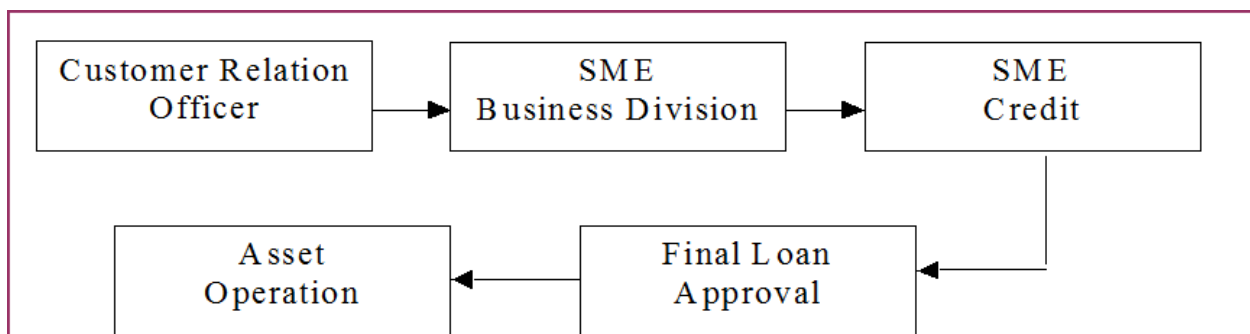 Customer Relation
Officer
SME
Business Division
SME
Credit
Asset
Operation
Final Loan
Approval